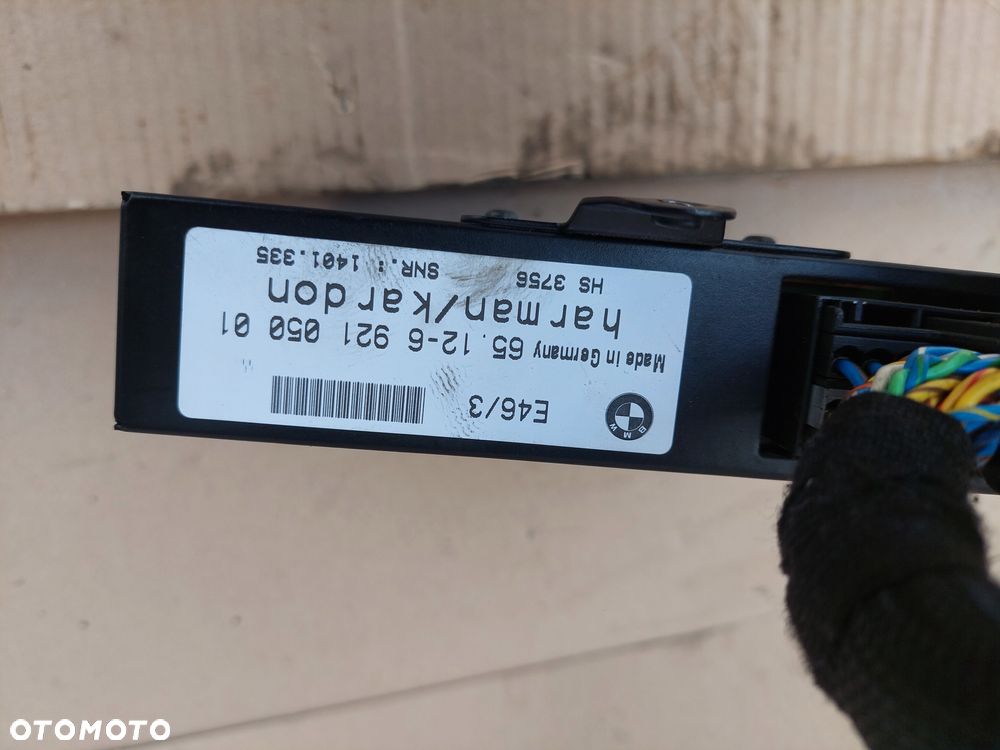 BMW
E46/3
Made in Germany 65.12-6 921 050 01
harman/kardon
HS 3756 SNR.: 1401.335
OTOMOTO